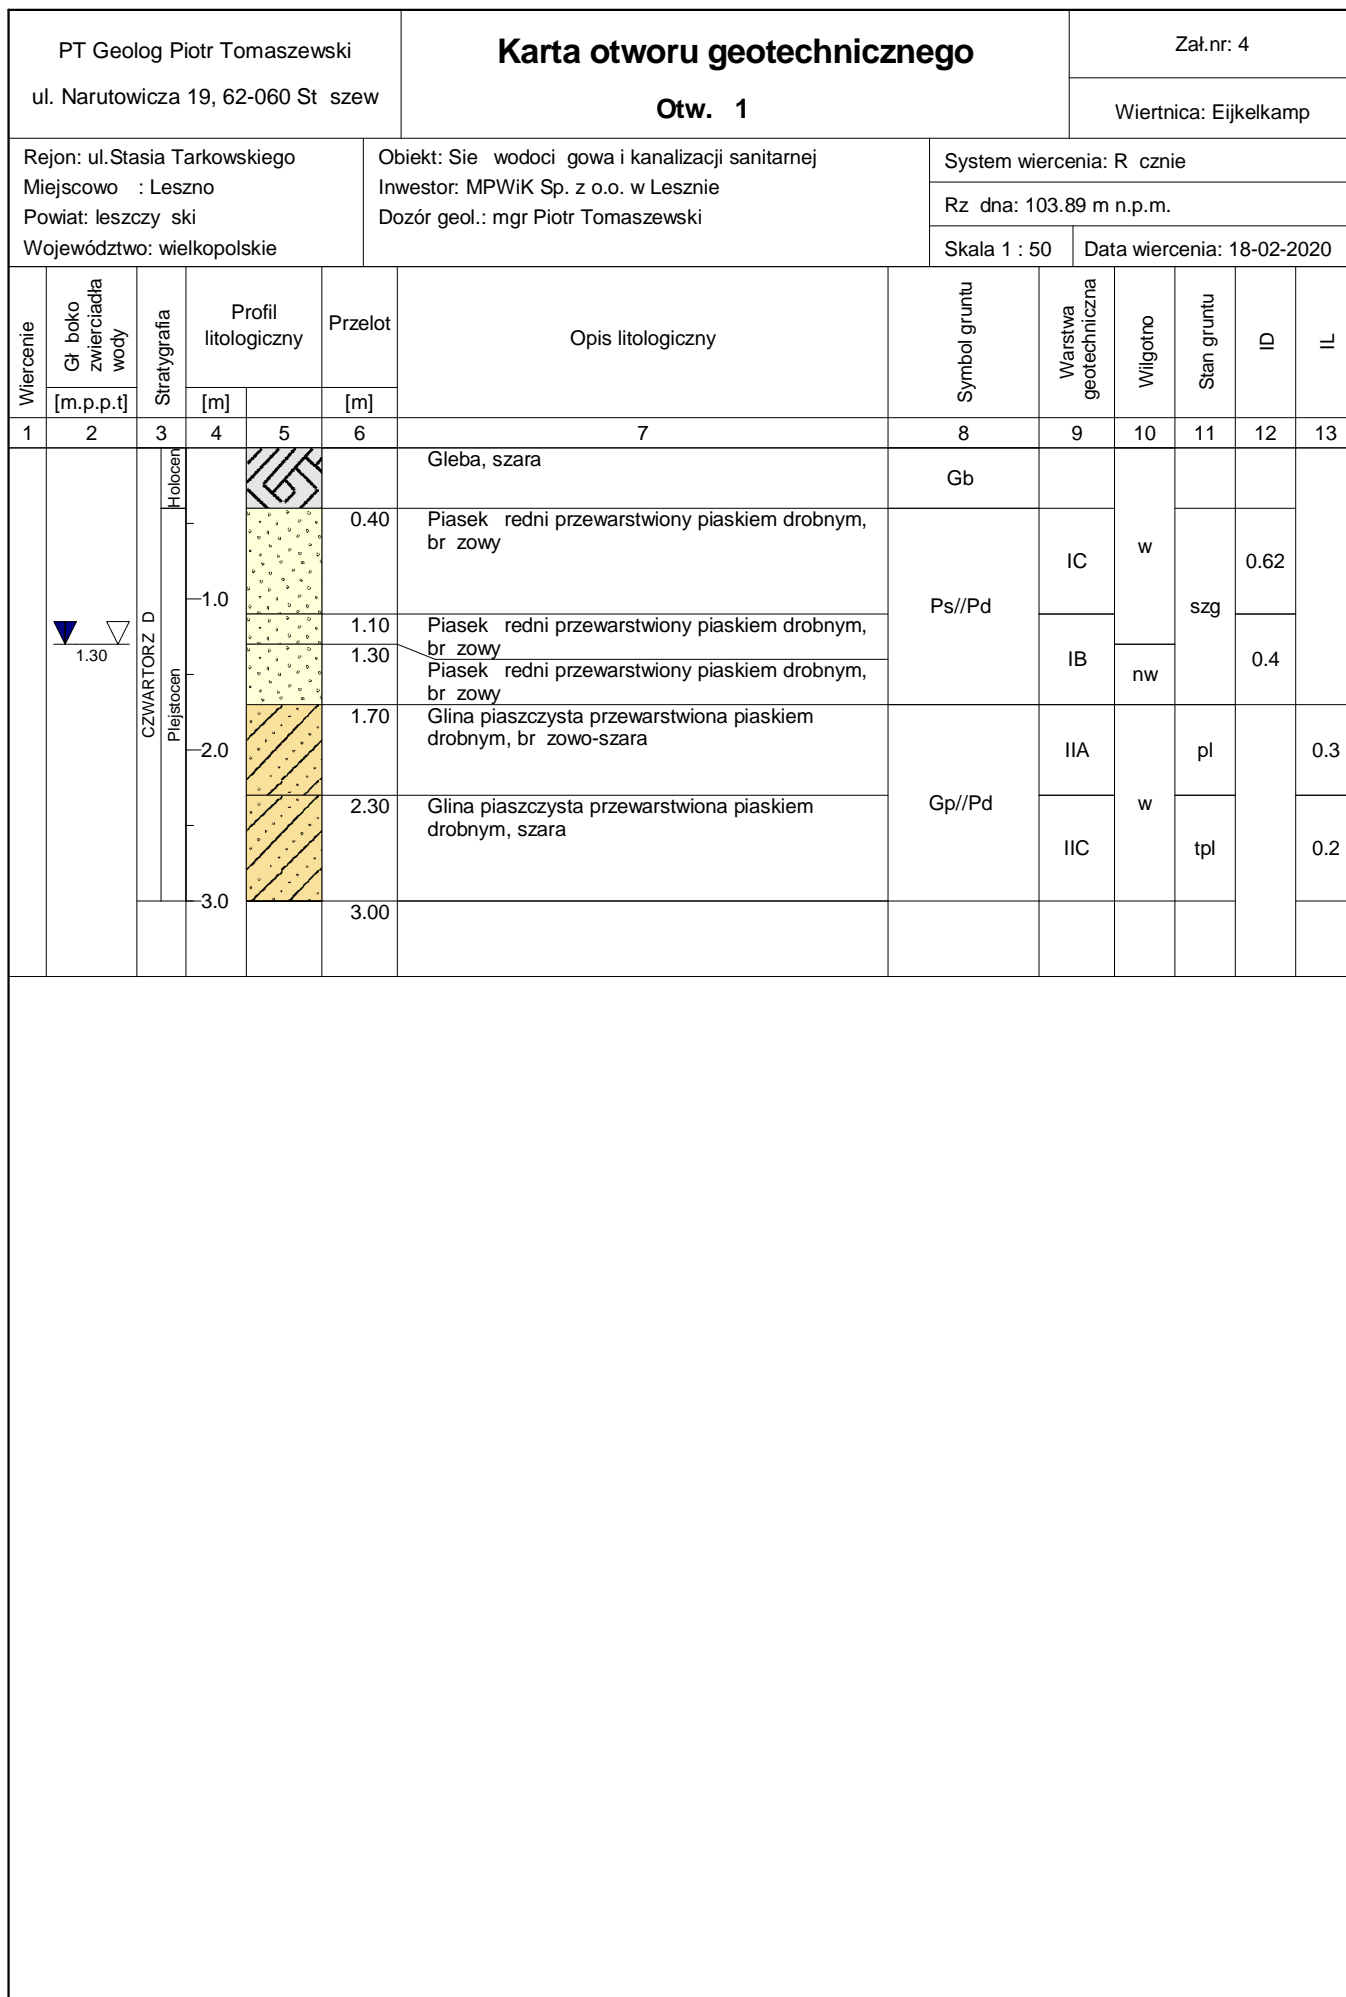 PT Geolog Piotr Tomaszewski
ul. Narutowicza 19, 62-060 St szew
Karta otworu geotechnicznego
Otw. 1
Zał.nr: 4
Wiertnica: Eijkelkamp
Rejon: ul.Stasia Tarkowskiego
Miejscowo : Leszno
Powiat: leszczy ski
Województwo: wielkopolskie
Obiekt: Sie wodoci gowa i kanalizacji sanitarnej
Inwestor: MPWiK Sp. z o.o. w Lesznie
Dozór geol.: mgr Piotr Tomaszewski
System wiercenia: R cznie
Rz dna: 103.89 m n.p.m.
Skala 1 : 50
Data wiercenia: 18-02-2020
Wiercenie
Gł boko
zwierciadła
wody
[m.p.p.t]
Stratygrafia
Profil
litologiczny
[m]
Przelot
[m]
Opis litologiczny
Symbol gruntu
Warstwa
geotechniczna
Wilgotno
Stan gruntu
ID
IL
1 2 3 4 5 6 7 8 9 10 11 12 13
Holocen
Gleba, szara
Gb
0.40
Piasek redni przewarstwiony piaskiem drobnym,
br zowy
IC
w
0.62
1.0
Ps//Pd
szg
CZWARTORZ D
Plejstocen
1.10
Piasek redni przewarstwiony piaskiem drobnym,
br zowy
1.30
1.30
Piasek redni przewarstwiony piaskiem drobnym,
br zowy
IB
nw
0.4
1.70
Glina piaszczysta przewarstwiona piaskiem
drobnym, br zowo-szara
2.0
IIA
pl
0.3
Gp//Pd
w
2.30
Glina piaszczysta przewarstwiona piaskiem
drobnym, szara
IIC
tpl
0.2
3.0
3.00